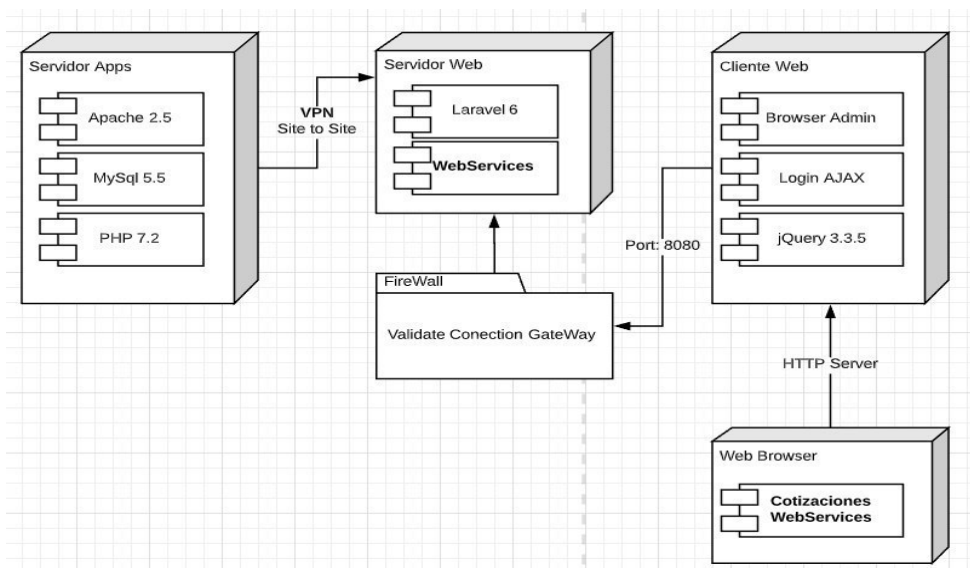 Servidor Apps
Apache 2.5
MySql 5.5
PHP 7.2
VPN
Site to Site
Servidor Web
Laravel 6
WebServices
FireWall
Validate Conection GateWay
Port: 8080
Cliente Web
Browser Admin
Login AJAX
jQuery 3.3.5
HTTP Server
Web Browser
Cotizaciones
WebServices